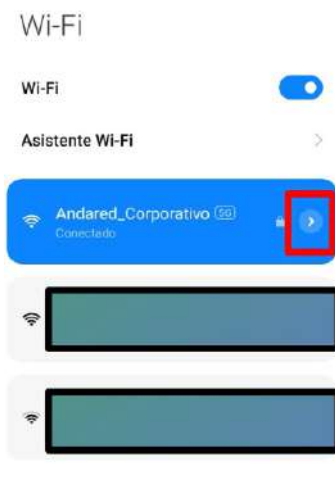 Wi-Fi
Wi-Fi
Asistente Wi-Fi
Andared_Corporativo 5G
Conectado